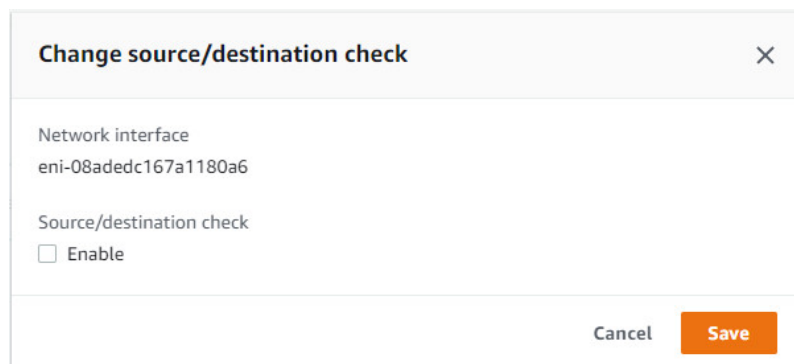 Change source/destination check
Network interface
eni-08adedc167a1180a6
Source/destination check
Enable
Cancel Save